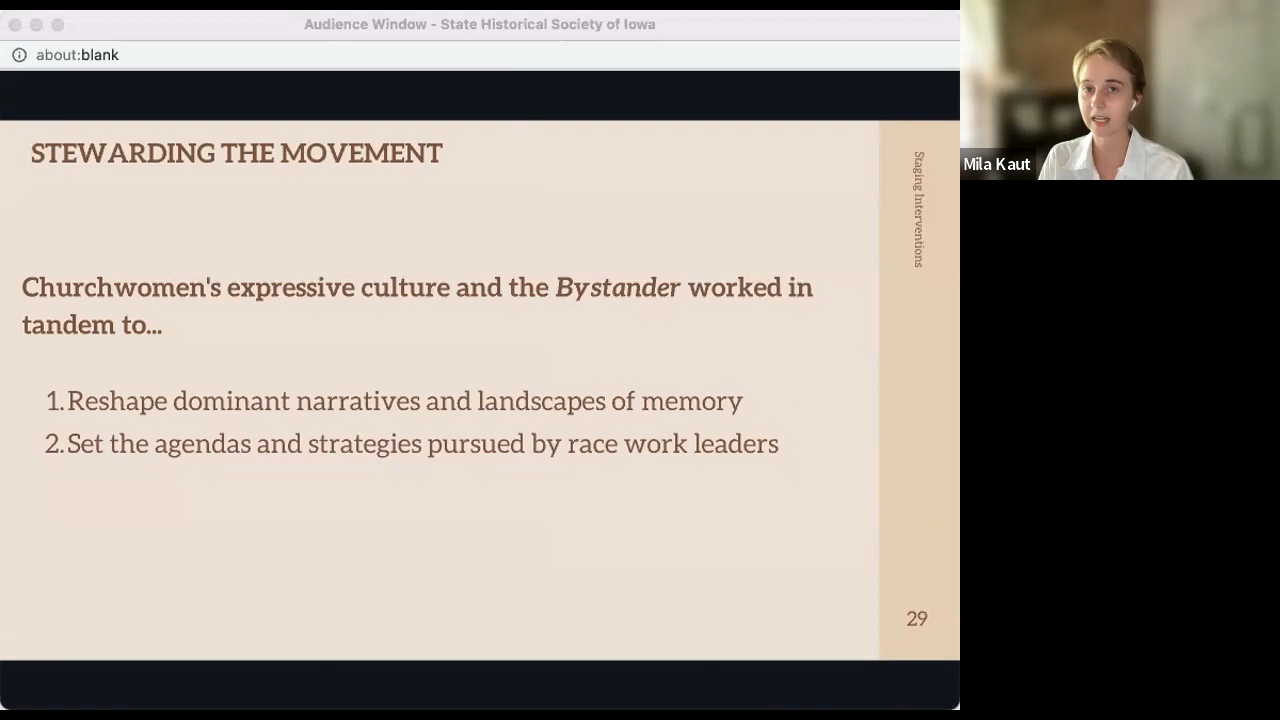 Audience Window - State Historical Society of Iowa
about:blank
STEWARDING THE MOVEMENT
Staging Interventions
Churchwomen's expressive culture and the Bystander worked in
tandem to...
1.Reshape dominant narratives and landscapes of memory
2.Set the agendas and strategies pursued by race work leaders
29
Mila Kaut